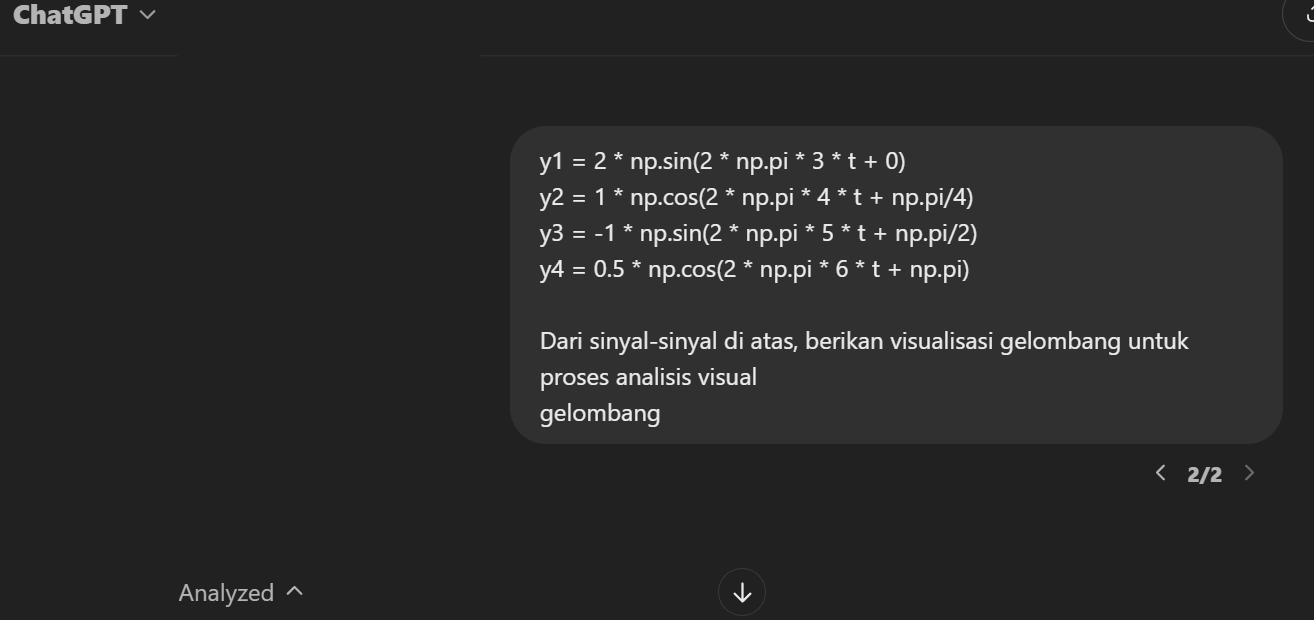 ChatGPT
y1 = 2 * np.sin(2 * np.pi * 3 * t + 0)
y2 = 1 * np.cos(2 * np.pi * 4 * t + np.pi/4)
y3 = -1 * np.sin(2 * np.pi * 5 * t + np.pi/2)
y4 = 0.5 * np.cos(2 * np.pi * 6 * t + np.pi)
Dari sinyal-sinyal di atas, berikan visualisasi gelombang untuk
proses analisis visual
gelombang
2/2
Analyzed